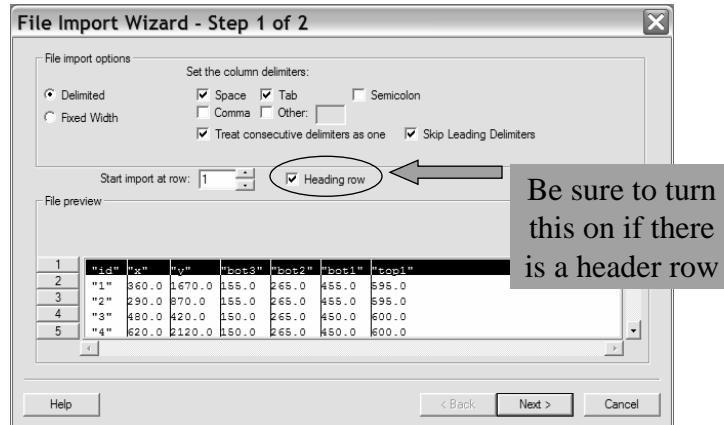 File Import Wizard - Step 1 of 2
File import options
Set the column delimiters:
Delimited
Space Tab Semicolon
Fixed Width
Comma Other:
Treat consecutive delimiters as one Skip Leading Delimiters
Start import at row: 1 Heading row
Be sure to turn
this on if there
is a header row
File preview
1 "id" "x" "y" "bot3" "bot2" "bot1" "top1"
2 "1" 360.0 1670.0 155.0 265.0 455.0 595.0
3 "2" 290.0 870.0 155.0 265.0 455.0 595.0
4 "3" 480.0 420.0 150.0 265.0 450.0 600.0
5 "4" 620.0 2120.0 150.0 265.0 450.0 600.0
Help < Back Next > Cancel